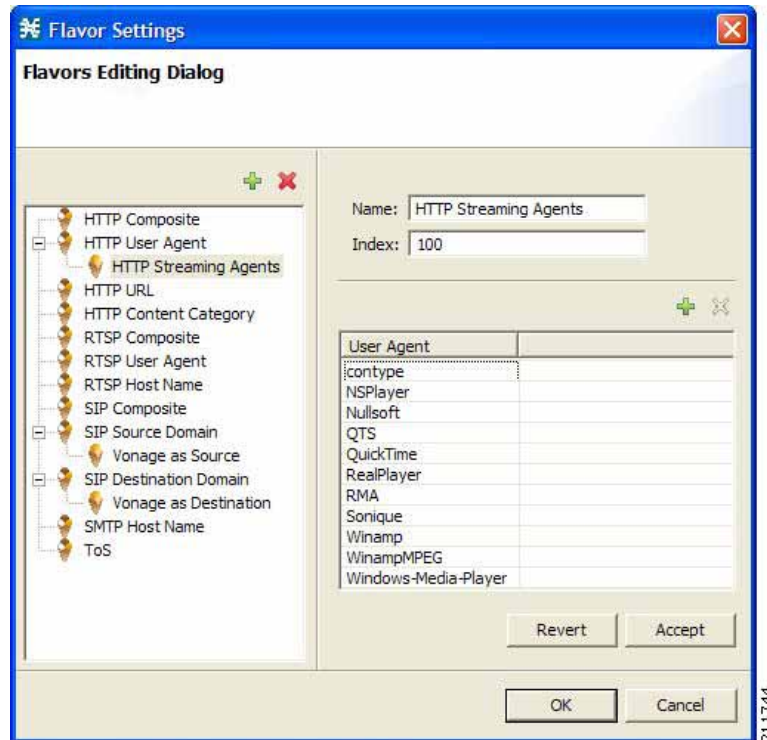 Flavor Settings
Flavors Editing Dialog
HTTP Composite
HTTP User Agent
HTTP Streaming Agents
HTTP URL
HTTP Content Category
RTSP Composite
RTSP User Agent
RTSP Host Name
SIP Composite
SIP Source Domain
Vonage as Source
SIP Destination Domain
Vonage as Destination
SMTP Host Name
ToS
Name: HTTP Streaming Agents
Index: 100
User Agent
contype
NSPlayer
Nullsoft
QTS
QuickTime
RealPlayer
RMA
Sonique
Winamp
WinampMPEG
Windows-Media-Player
Revert Accept
OK Cancel
211744